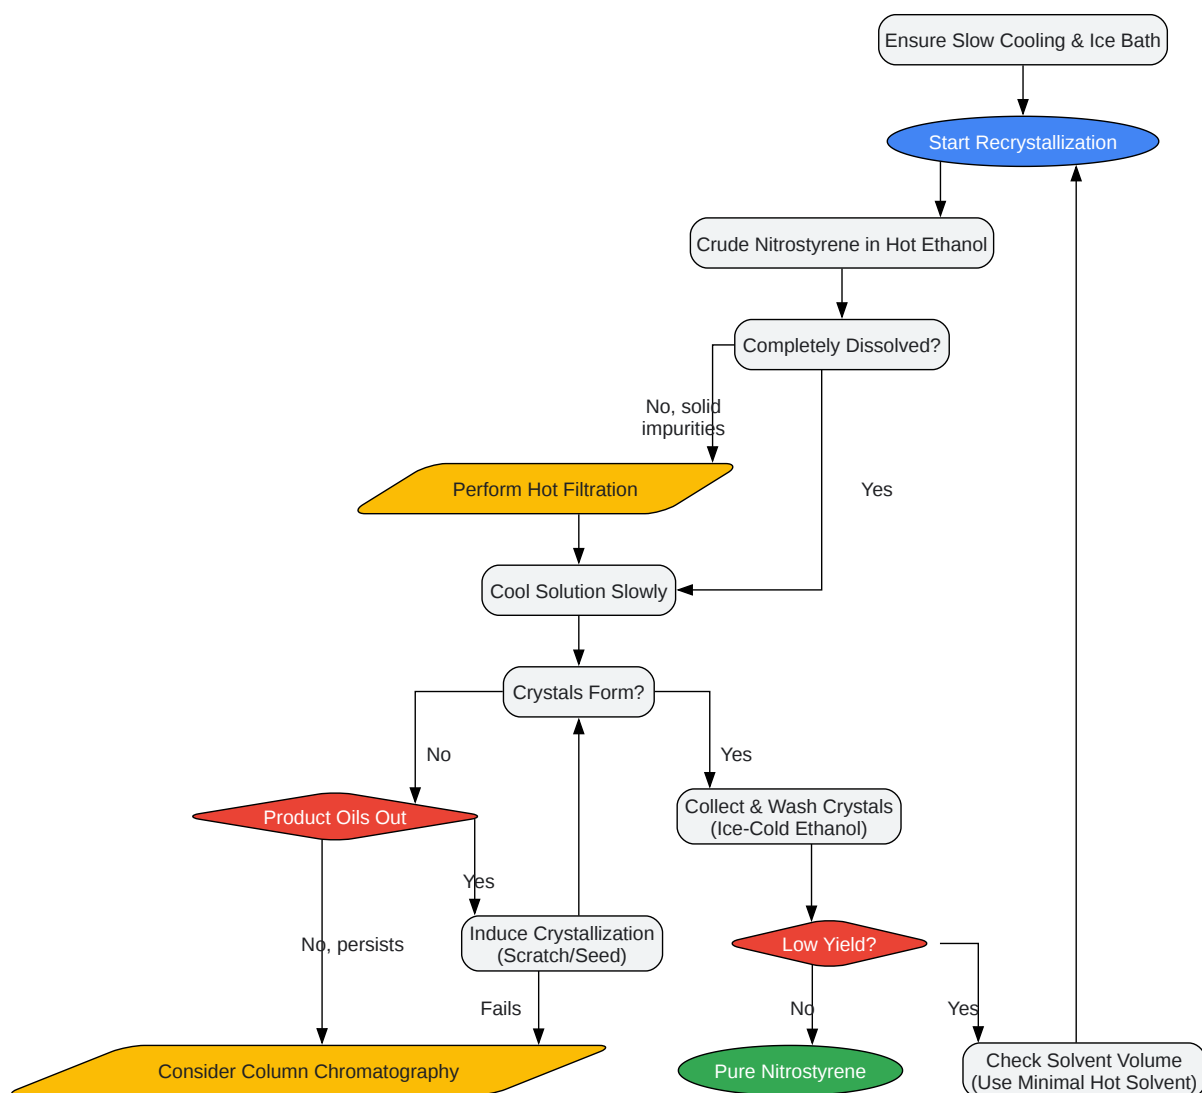 Ensure Slow Cooling & Ice Bath
Start Recrystallization
Crude Nitrostyrene in Hot Ethanol
Completely Dissolved?
No, solid
impurities
Perform Hot Filtration
Yes
Cool Solution Slowly
Crystals Form?
No
Yes
Product Oils Out
Collect & Wash Crystals
(Ice-Cold Ethanol)
Yes
No, persists
Induce Crystallization
(Scratch/Seed)
Low Yield?
Fails
No
Yes
Consider Column Chromatography
Pure Nitrostyrene
Check Solvent Volume
(Use Minimal Hot Solvent)